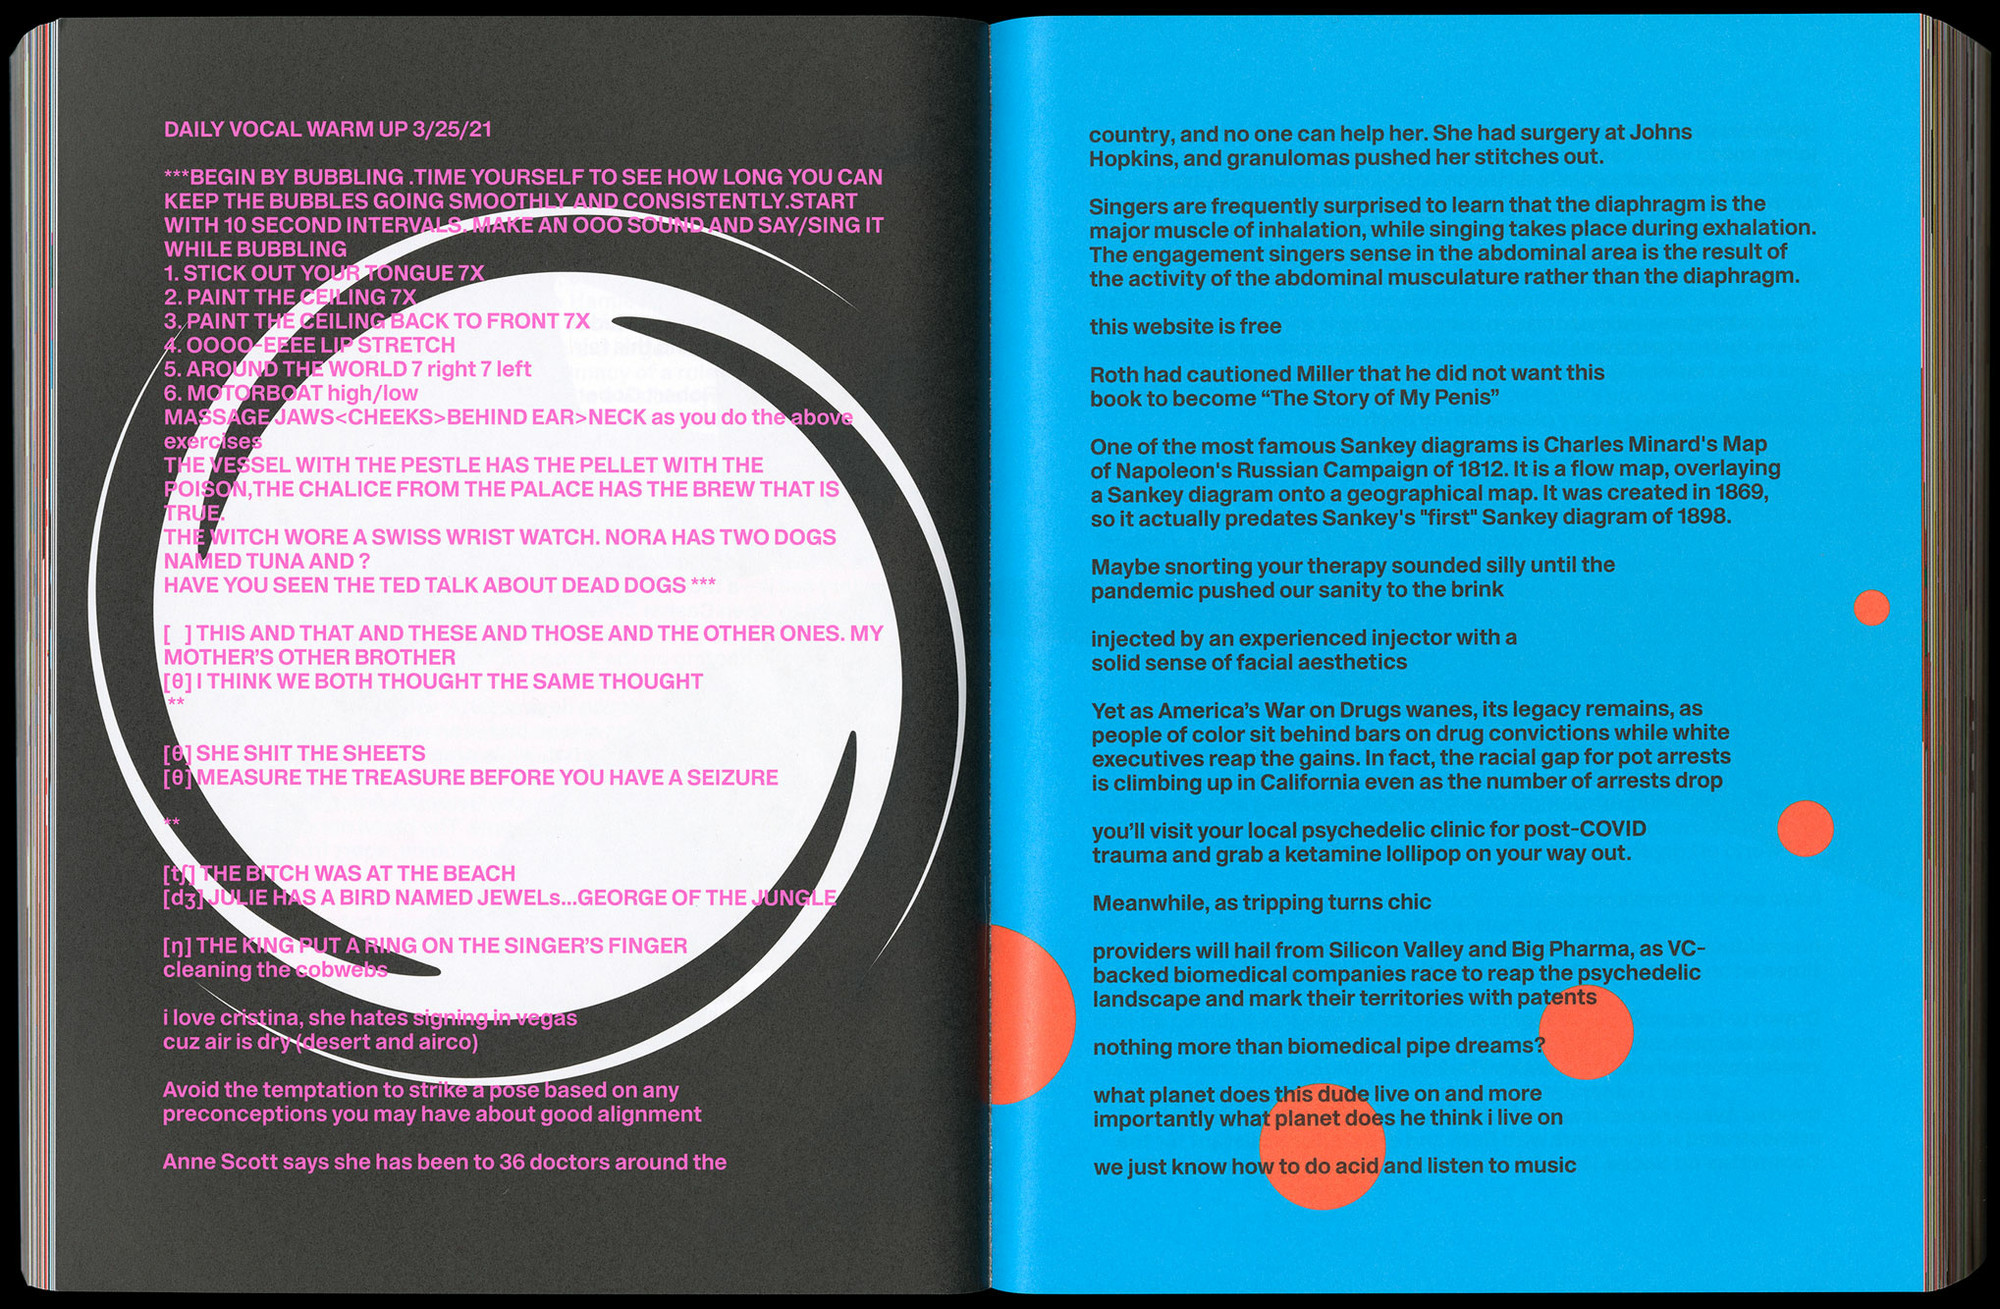 DAILY VOCAL WARM UP 3/25/21
***BEGIN BY BUBBLING .TIME YOURSELF TO SEE HOW LONG YOU CAN
KEEP THE BUBBLES GOING SMOOTHLY AND CONSISTENTLY.START
WITH 10 SECOND INTERVALS. MAKE AN OOO SOUND AND SAY/SING IT
WHILE BUBBLING
1. STICK OUT YOUR TONGUE 7X
2. PAINT THE CEILING 7X
3. PAINT THE CEILING BACK TO FRONT 7X
4. OOOO-EEEE LIP STRETCH
5. AROUND THE WORLD 7 right 7 left
6. MOTORBOAT high/low
MASSAGE JAWS<CHEEKS>BEHIND EAR>NECK as you do the above
exercises
THE VESSEL WITH THE PESTLE HAS THE PELLET WITH THE
POISON,THE CHALICE FROM THE PALACE HAS THE BREW THAT IS
TRUE.
THE WITCH WORE A SWISS WRIST WATCH. NORA HAS TWO DOGS
NAMED TUNA AND ?
HAVE YOU SEEN THE TED TALK ABOUT DEAD DOGS ***
[  ] THIS AND THAT AND THESE AND THOSE AND THE OTHER ONES. MY
MOTHER'S OTHER BROTHER
[θ] I THINK WE BOTH THOUGHT THE SAME THOUGHT
**
[θ] SHE SHIT THE SHEETS
[θ] MEASURE THE TREASURE BEFORE YOU HAVE A SEIZURE
**
[tʃ] THE BITCH WAS AT THE BEACH
[dʒ] JULIE HAS A BIRD NAMED JEWELs...GEORGE OF THE JUNGLE
[ŋ] THE KING PUT A RING ON THE SINGER'S FINGER
cleaning the cobwebs
i love cristina, she hates signing in vegas
cuz air is dry (desert and airco)
Avoid the temptation to strike a pose based on any
preconceptions you may have about good alignment
Anne Scott says she has been to 36 doctors around the
country, and no one can help her. She had surgery at Johns
Hopkins, and granulomas pushed her stitches out.
Singers are frequently surprised to learn that the diaphragm is the
major muscle of inhalation, while singing takes place during exhalation.
The engagement singers sense in the abdominal area is the result of
the activity of the abdominal musculature rather than the diaphragm.
this website is free
Roth had cautioned Miller that he did not want this
book to become “The Story of My Penis”
One of the most famous Sankey diagrams is Charles Minard's Map
of Napoleon's Russian Campaign of 1812. It is a flow map, overlaying
a Sankey diagram onto a geographical map. It was created in 1869,
so it actually predates Sankey's "first" Sankey diagram of 1898.
Maybe snorting your therapy sounded silly until the
pandemic pushed our sanity to the brink
injected by an experienced injector with a
solid sense of facial aesthetics
Yet as America’s War on Drugs wanes, its legacy remains, as
people of color sit behind bars on drug convictions while white
executives reap the gains. In fact, the racial gap for pot arrests
is climbing up in California even as the number of arrests drop
you’ll visit your local psychedelic clinic for post-COVID
trauma and grab a ketamine lollipop on your way out.
Meanwhile, as tripping turns chic
providers will hail from Silicon Valley and Big Pharma, as VC-
backed biomedical companies race to reap the psychedelic
landscape and mark their territories with patents
nothing more than biomedical pipe dreams?
what planet does this dude live on and more
importantly what planet does he think i live on
we just know how to do acid and listen to music